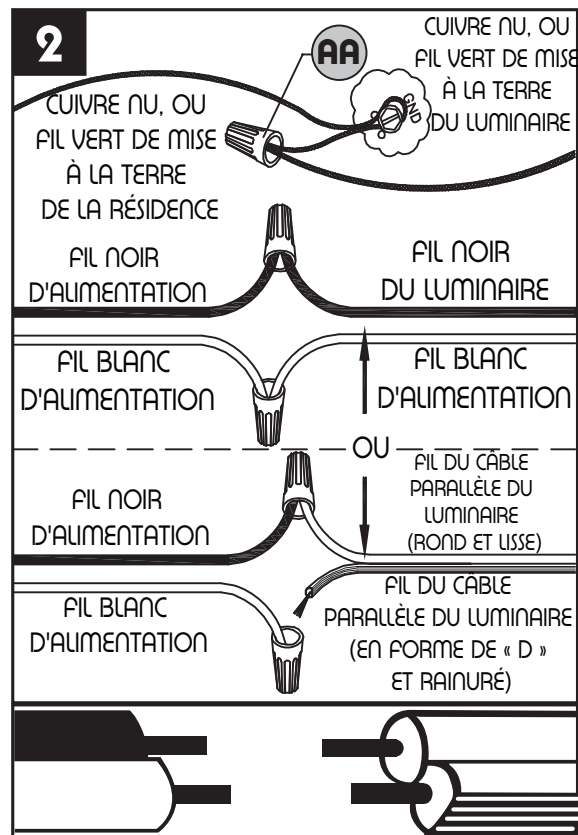 2
AA
CUIVRE NU, OU
FIL VERT DE MISE
À LA TERRE
DU LUMINAIRE
GND
CUIVRE NU, OU
FIL VERT DE MISE
À LA TERRE
DE LA RÉSIDENCE
FIL NOIR
D'ALIMENTATION
FIL NOIR
DU LUMINAIRE
FIL BLANC
D'ALIMENTATION
FIL BLANC
D'ALIMENTATION
OU
FIL NOIR
D'ALIMENTATION
FIL DU CÂBLE
PARALLÈLE DU
LUMINAIRE
(ROND ET LISSE)
FIL BLANC
D'ALIMENTATION
FIL DU CÂBLE
PARALLÈLE DU LUMINAIRE
(EN FORME DE « D »
ET RAINURÉ)